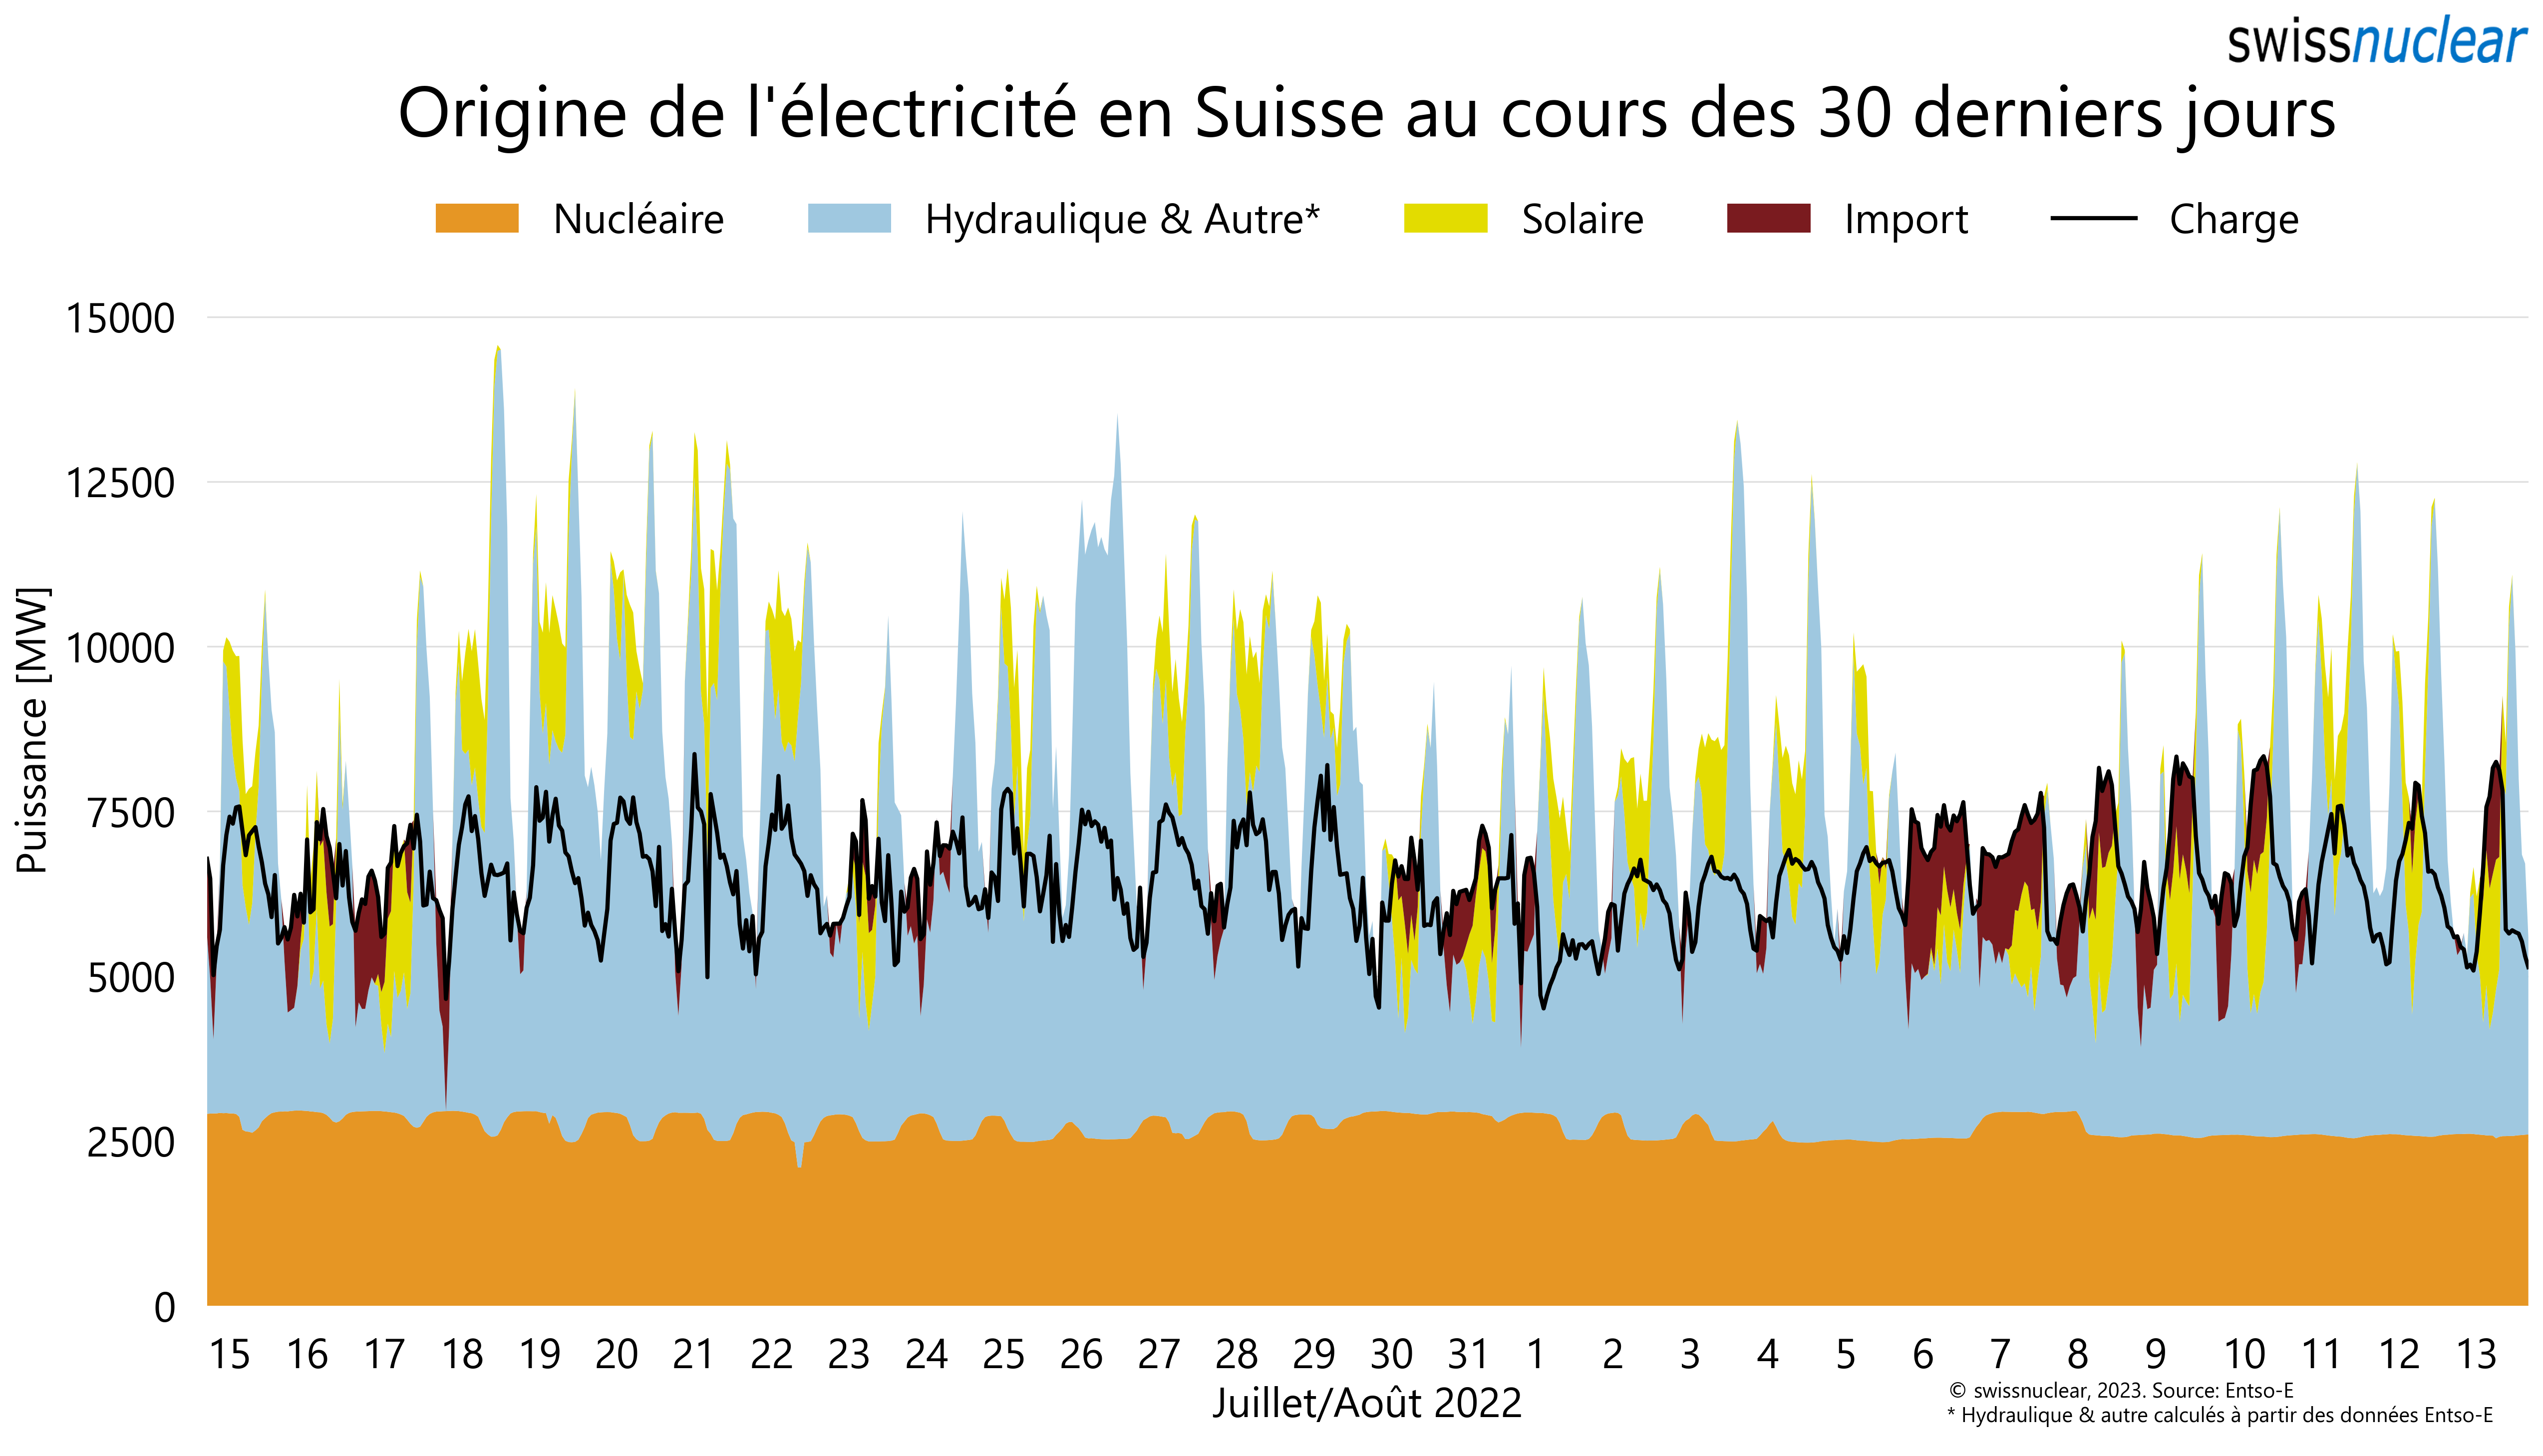 swissnuclear
Origine de l'électricité en Suisse au cours des 30 derniers jours
Nucléaire Hydraulique & Autre* Solaire Import Charge
15000
12500
10000
7500
5000
2500
0
Puissance [MW]
15 16 17 18 19 20 21 22 23 24 25 26 27 28 29 30 31 1 2 3 4 5 6 7 8 9 10 11 12 13
Juillet/Août 2022
© swissnuclear, 2023. Source: Entso-E
* Hydraulique & autre calculés à partir des données Entso-E